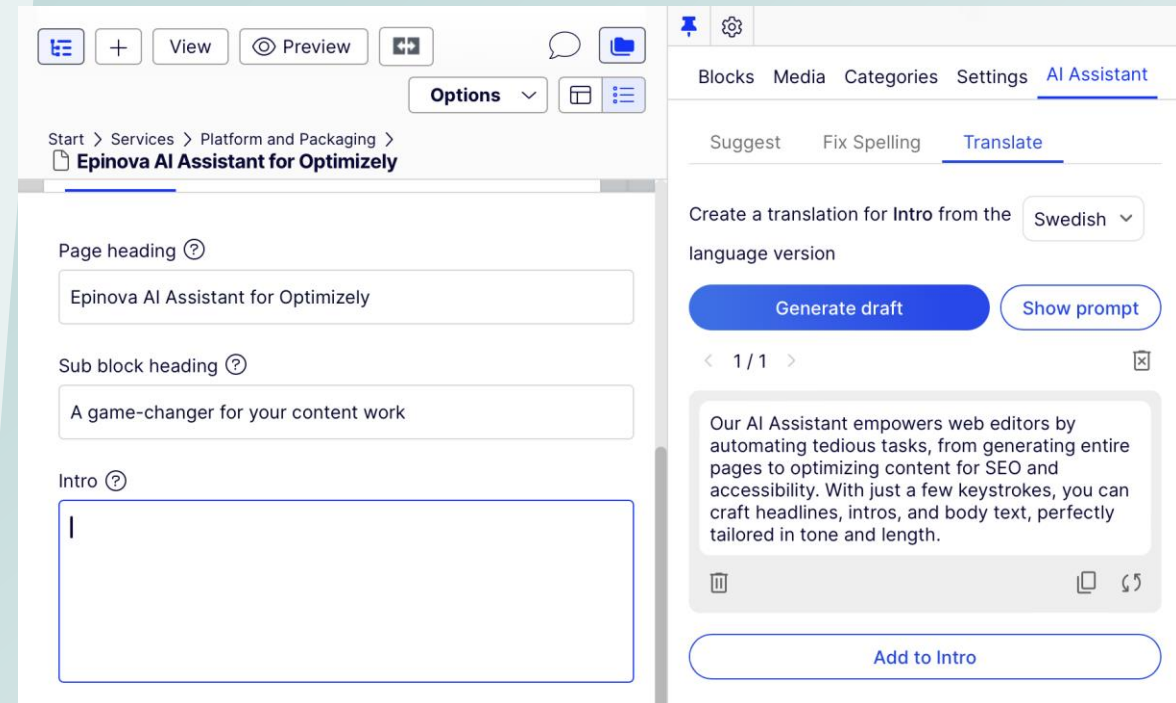 View
Preview
Options
Start > Services > Platform and Packaging >
Epinova AI Assistant for Optimizely
Page heading ?
Epinova AI Assistant for Optimizely
Sub block heading ?
A game-changer for your content work
Intro ?
Blocks Media Categories Settings AI Assistant
Suggest Fix Spelling Translate
Create a translation for Intro from the Swedish
language version
Generate draft Show prompt
< 1 / 1 >
Our AI Assistant empowers web editors by
automating tedious tasks, from generating entire
pages to optimizing content for SEO and
accessibility. With just a few keystrokes, you can
craft headlines, intros, and body text, perfectly
tailored in tone and length.
Add to Intro